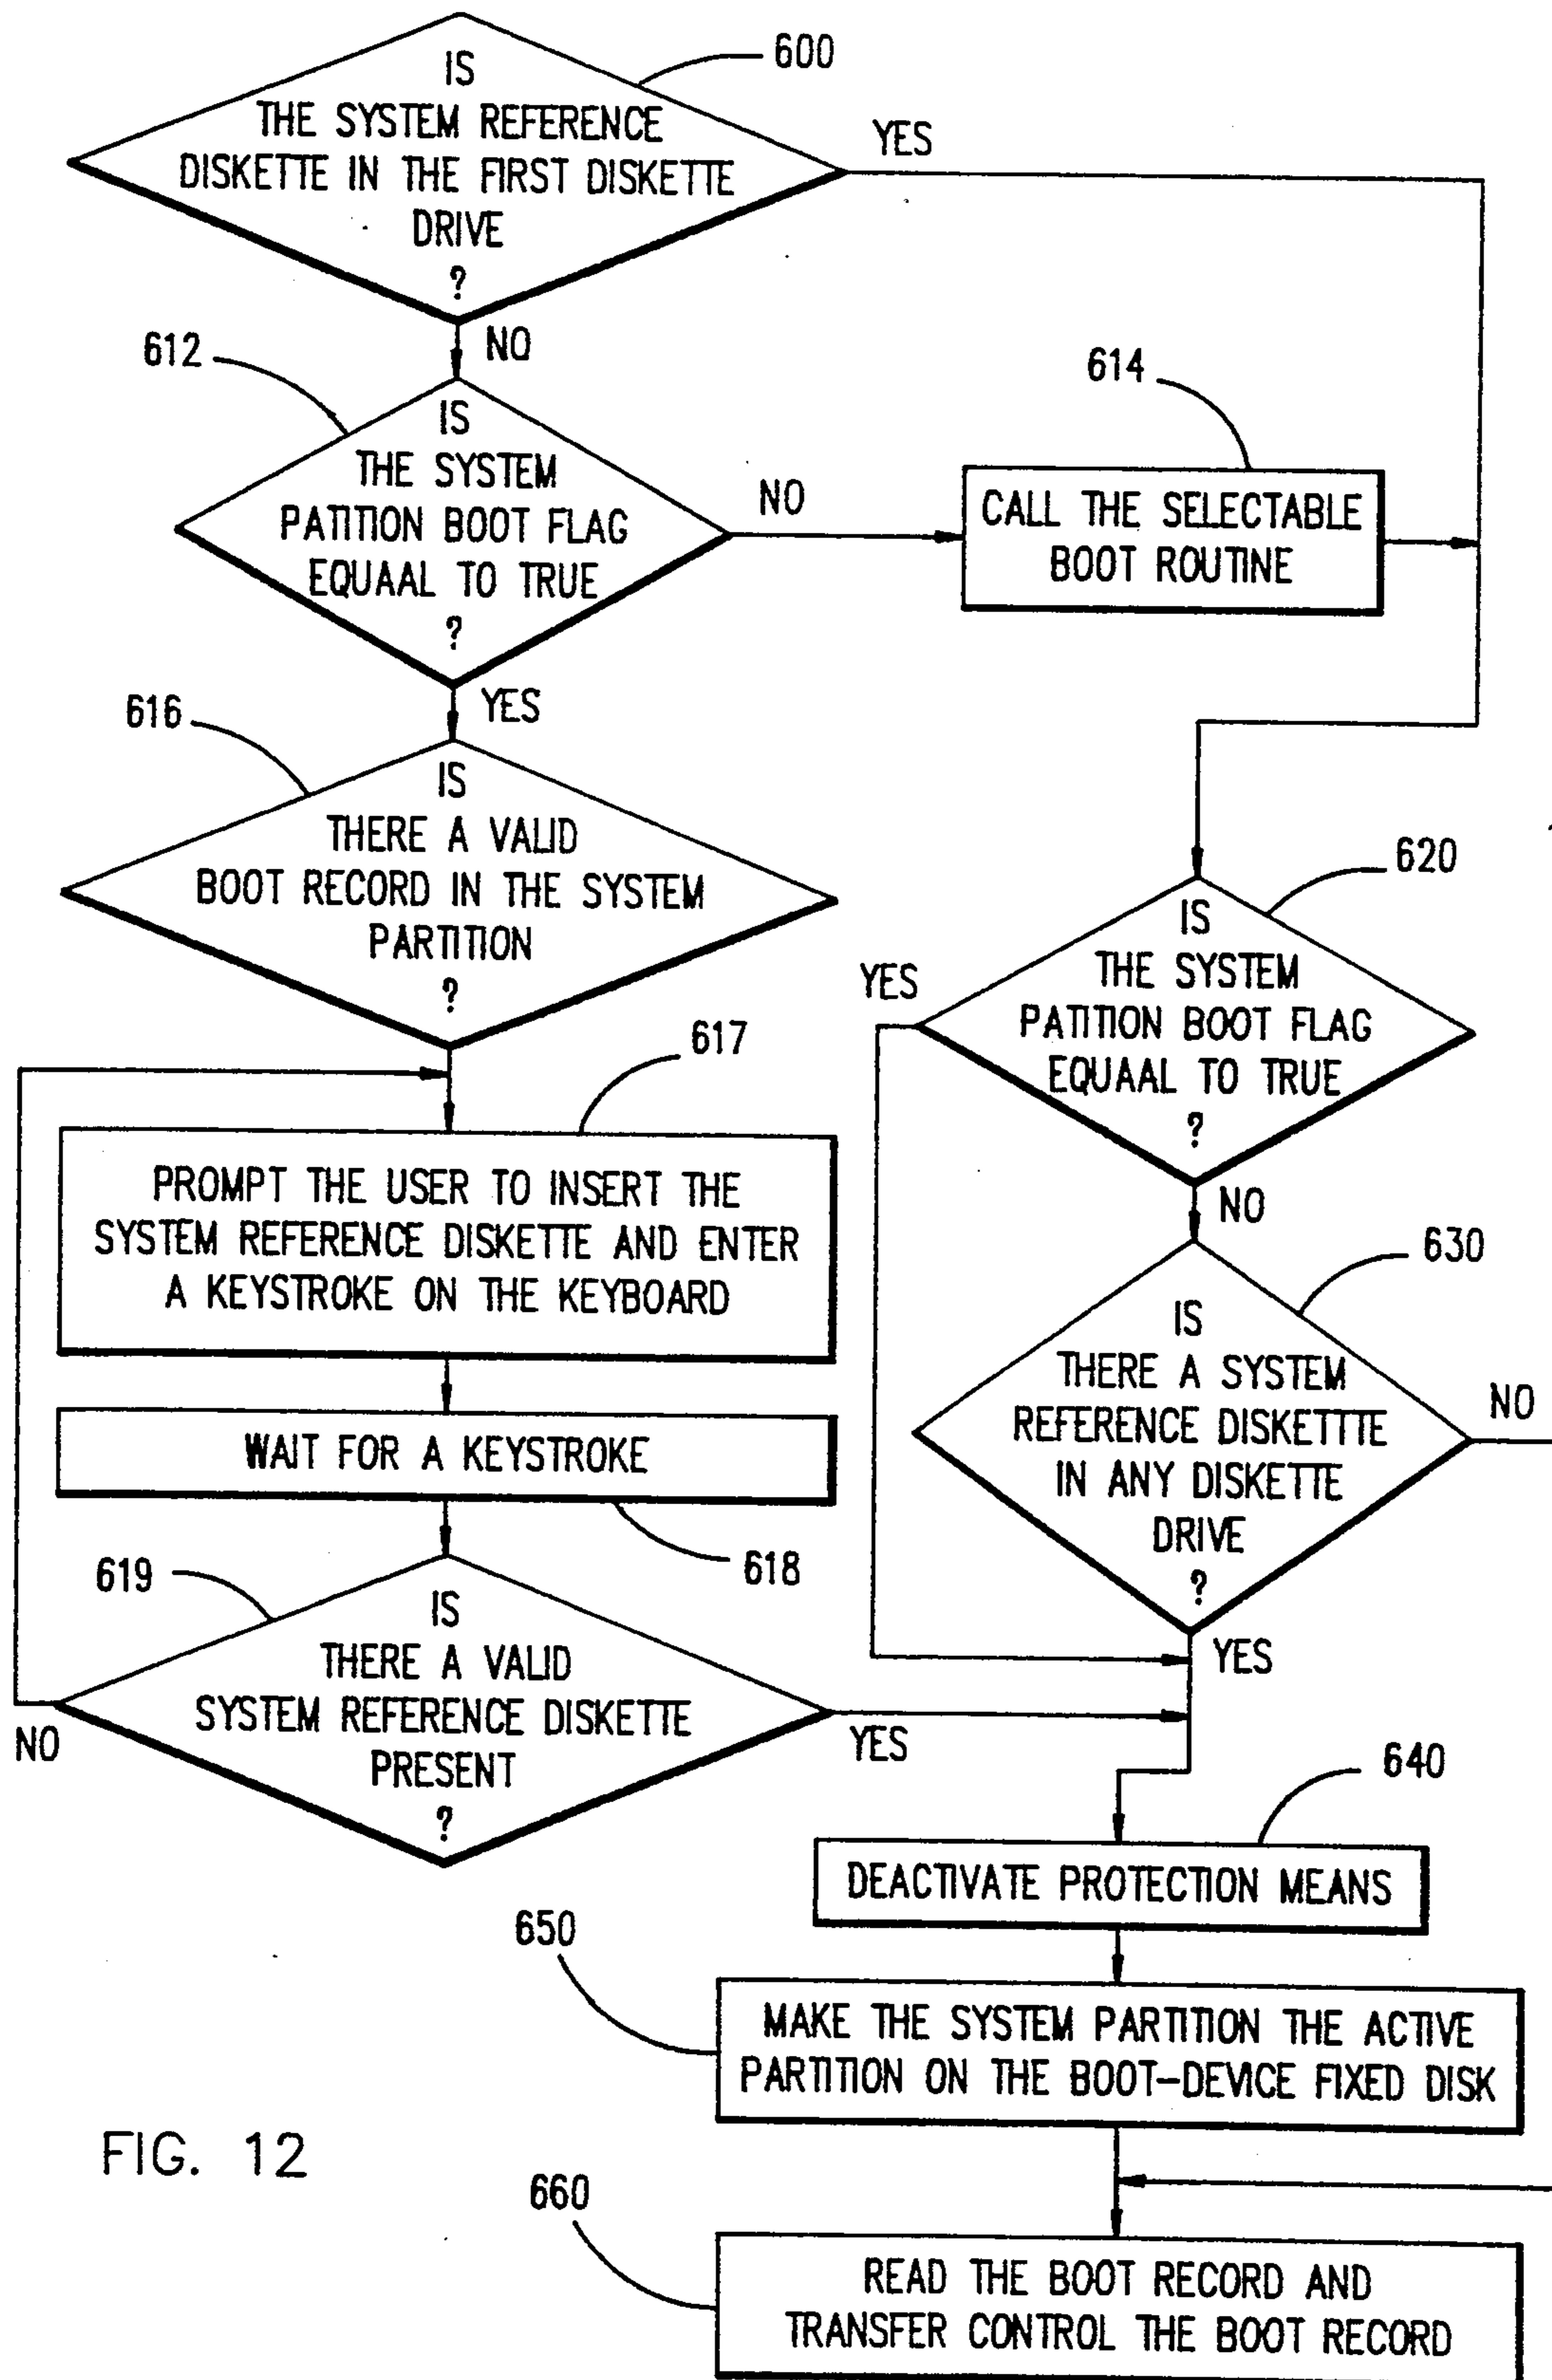 600
IS
THE SYSTEM REFERENCE
DISKETTE IN THE FIRST DISKETTE
DRIVE
?
YES
NO
612
IS
THE SYSTEM
PATITION BOOT FLAG
EQUAAL TO TRUE
?
NO
614
CALL THE SELECTABLE
BOOT ROUTINE
YES
616
IS
THERE A VALID
BOOT RECORD IN THE SYSTEM
PARTITION
?
617
PROMPT THE USER TO INSERT THE
SYSTEM REFERENCE DISKETTE AND ENTER
A KEYSTROKE ON THE KEYBOARD
WAIT FOR A KEYSTROKE
618
619
IS
THERE A VALID
SYSTEM REFERENCE DISKETTE
PRESENT
?
NO
YES
620
IS
THE SYSTEM
PATITION BOOT FLAG
EQUAAL TO TRUE
?
YES
NO
630
IS
THERE A SYSTEM
REFERENCE DISKETTTE
IN ANY DISKETTE
DRIVE
?
NO
YES
640
DEACTIVATE PROTECTION MEANS
650
MAKE THE SYSTEM PARTITION THE ACTIVE
PARTITION ON THE BOOT-DEVICE FIXED DISK
660
READ THE BOOT RECORD AND
TRANSFER CONTROL THE BOOT RECORD
FIG. 12